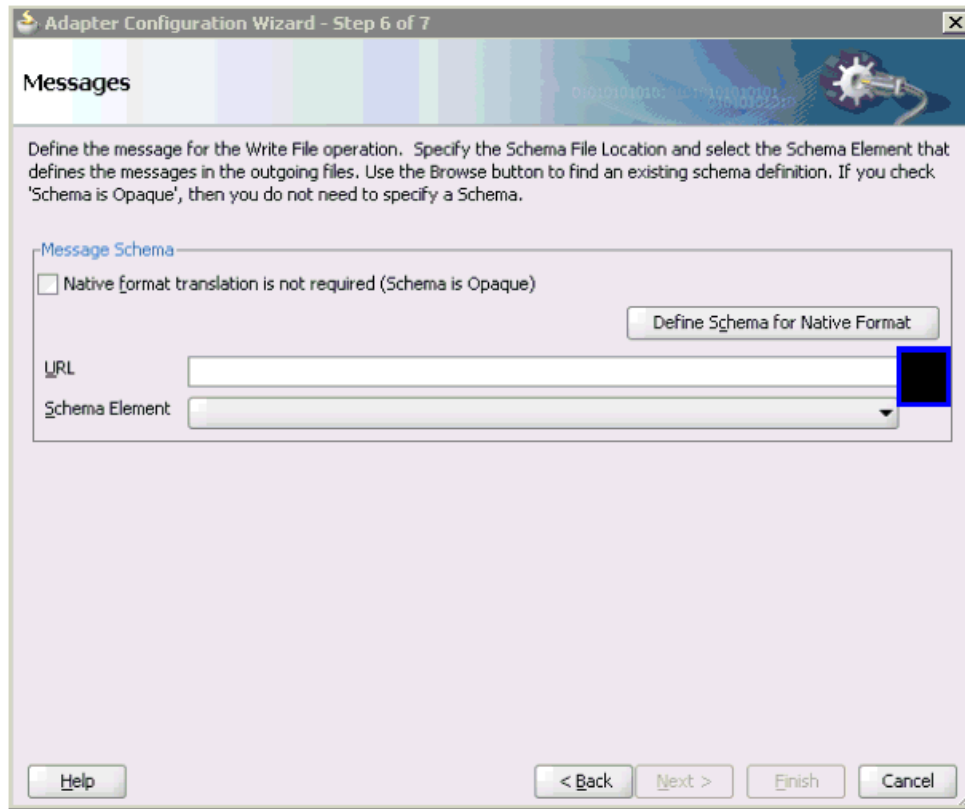 Adapter Configuration Wizard - Step 6 of 7
Messages
Define the message for the Write File operation. Specify the Schema File Location and select the Schema Element that
defines the messages in the outgoing files. Use the Browse button to find an existing schema definition. If you check
'Schema is Opaque', then you do not need to specify a Schema.
Message Schema
Native format translation is not required (Schema is Opaque)
Define Schema for Native Format
URL
Schema Element
Help
< Back
Next >
Finish
Cancel